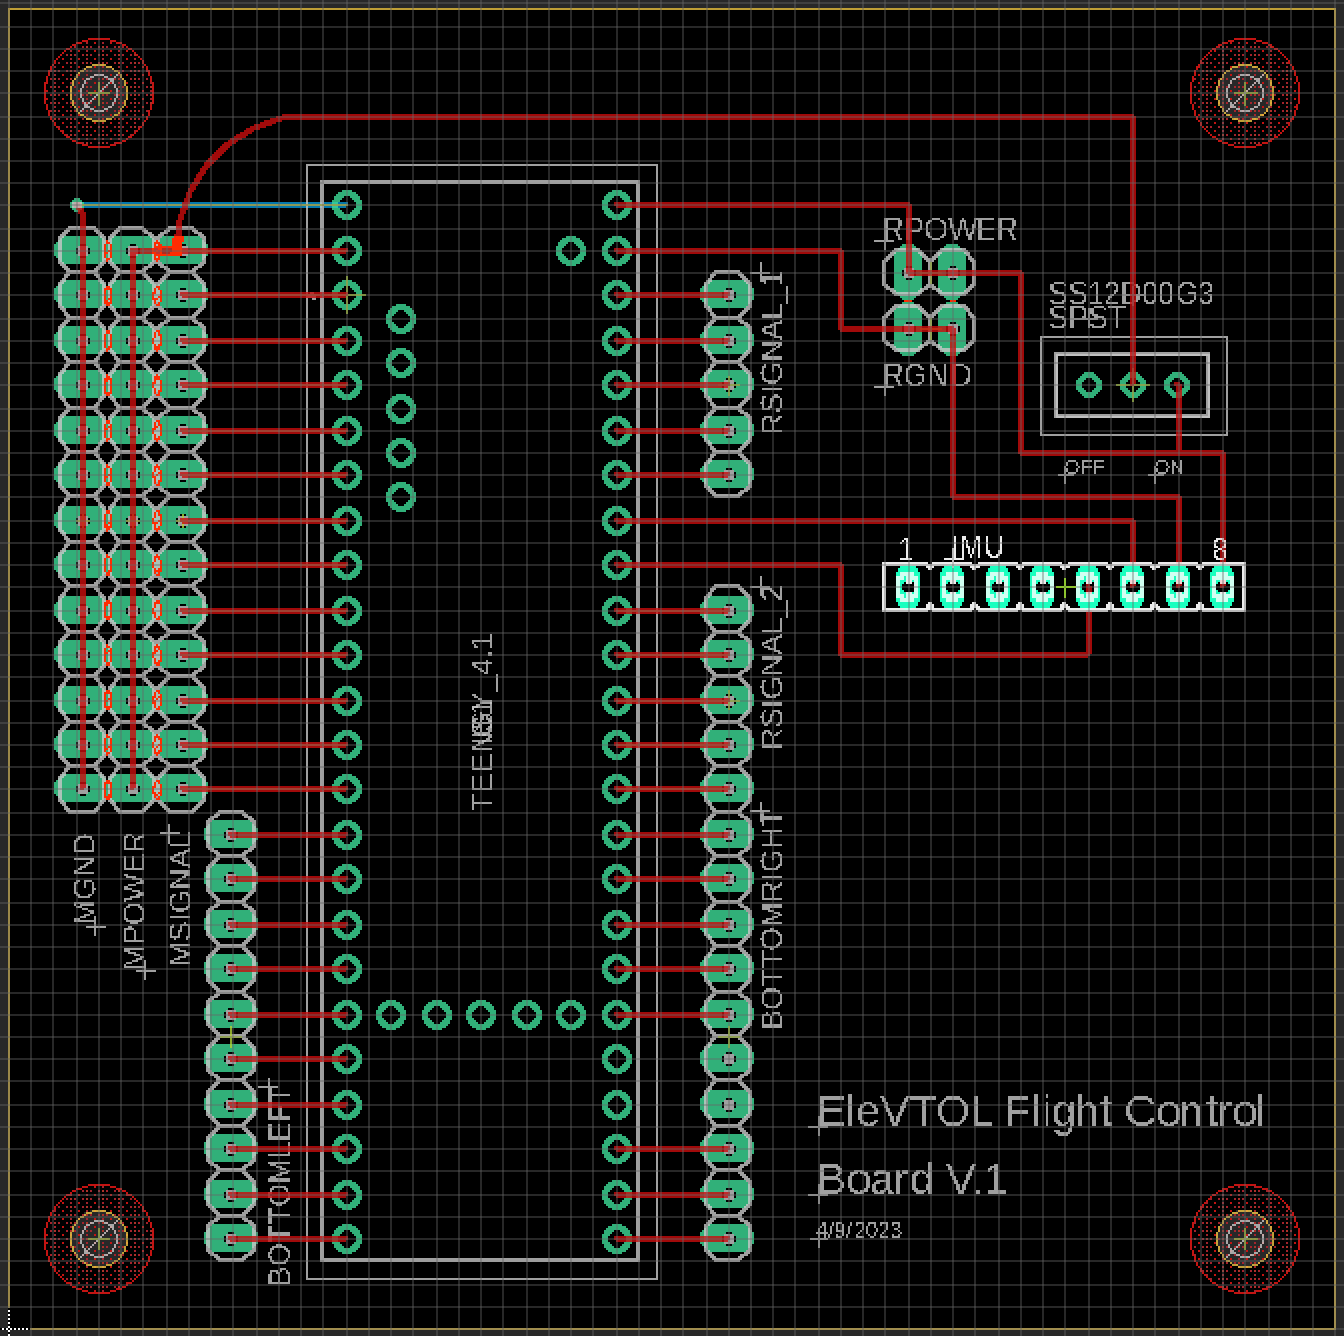 RPOWER
SS12D00G3
SPST
RSIGNAL_1
RGND
OFF ON
1 IMU 8
RSIGNAL_2
TEENSY_4.1
MGND
MPOWER
MSIGNAL
BOTTOMRIGHT
BOTTOMLEFT
EleVTOL Flight Control
Board V.1
4/9/2023